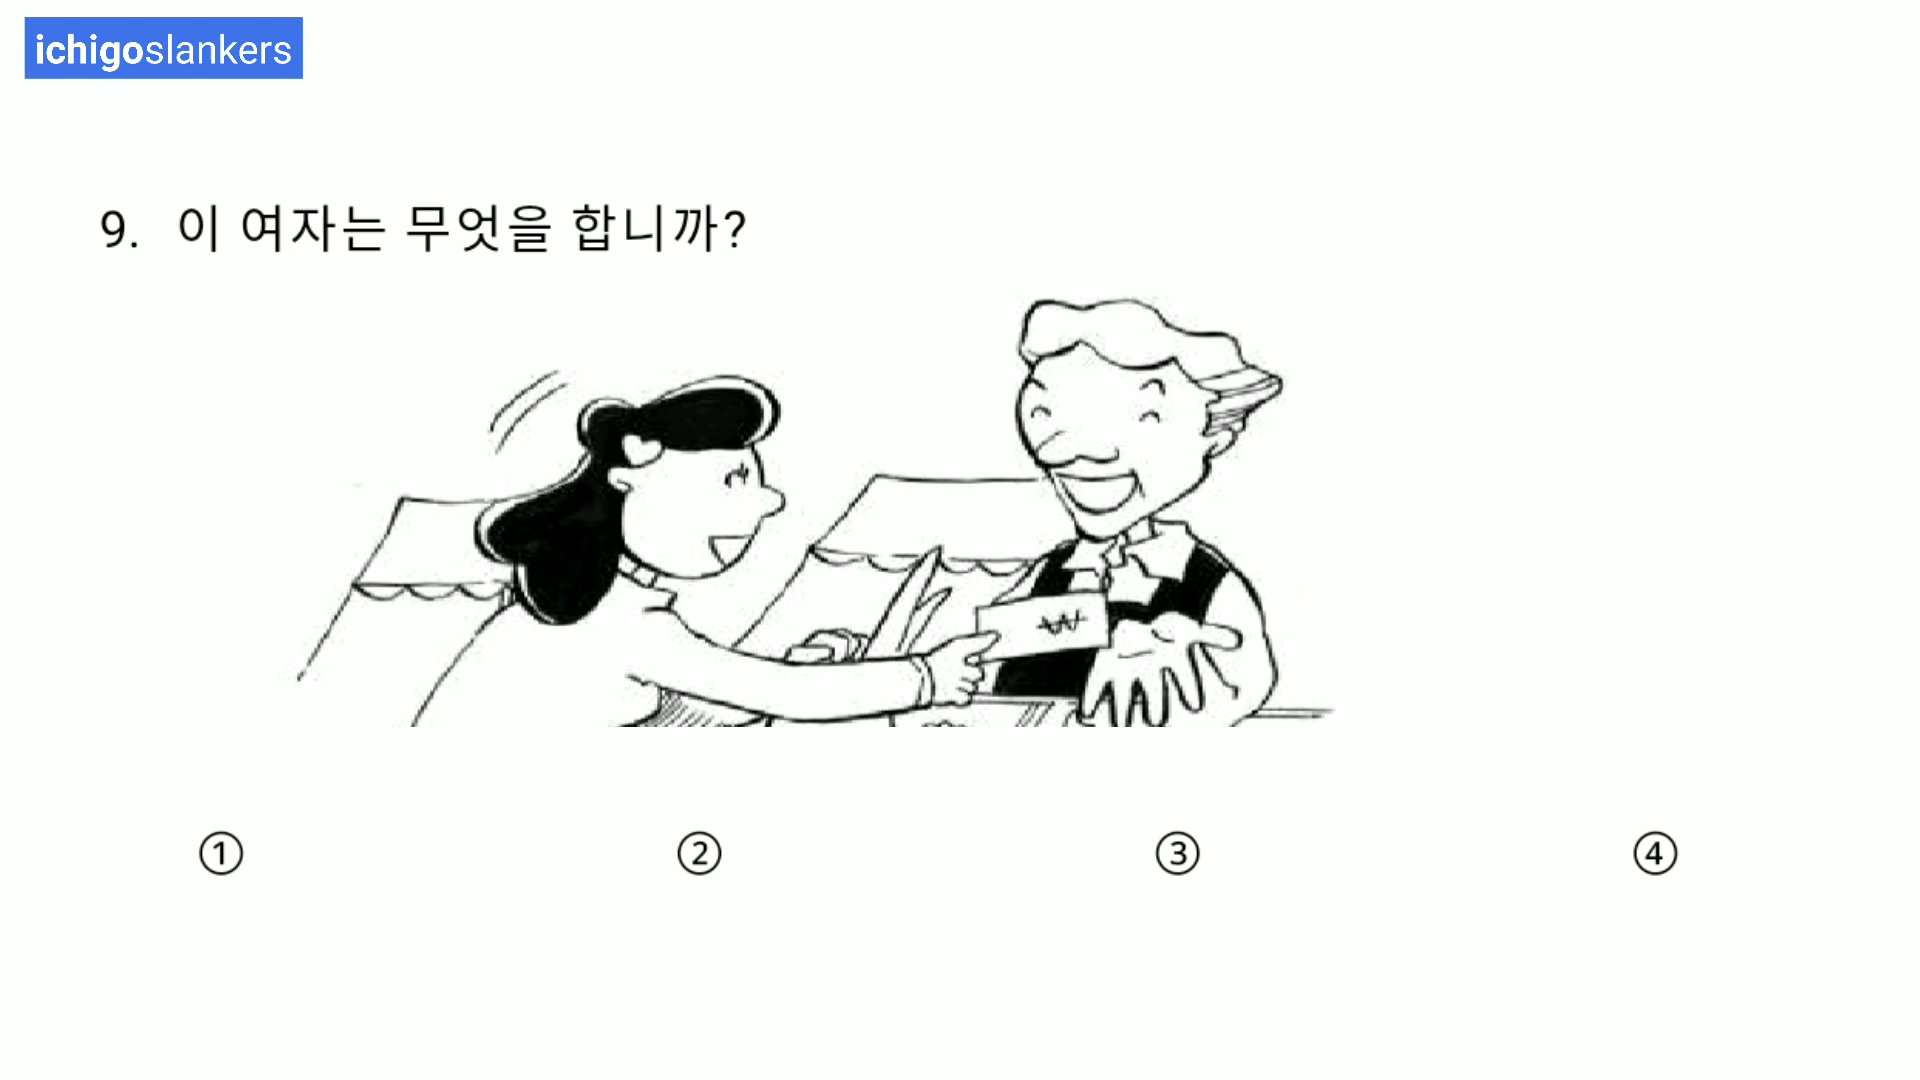 ichigoslankers
9. 이 여자는 무엇을 합니까?
₩
① ② ③ ④